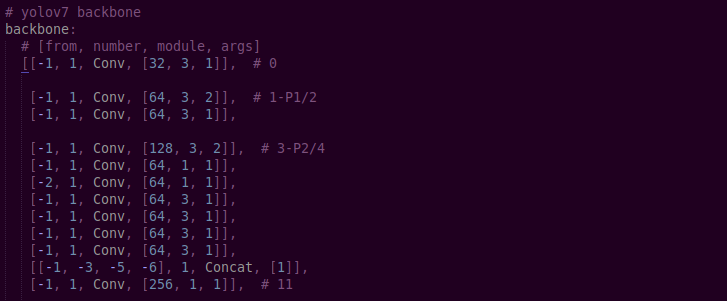 # yolov7 backbone
backbone:
  # [from, number, module, args]
  [[-1, 1, Conv, [32, 3, 1]],  # 0

   [-1, 1, Conv, [64, 3, 2]],  # 1-P1/2
   [-1, 1, Conv, [64, 3, 1]],

   [-1, 1, Conv, [128, 3, 2]],  # 3-P2/4
   [-1, 1, Conv, [64, 1, 1]],
   [-2, 1, Conv, [64, 1, 1]],
   [-1, 1, Conv, [64, 3, 1]],
   [-1, 1, Conv, [64, 3, 1]],
   [-1, 1, Conv, [64, 3, 1]],
   [-1, 1, Conv, [64, 3, 1]],
   [[-1, -3, -5, -6], 1, Concat, [1]],
   [-1, 1, Conv, [256, 1, 1]],  # 11